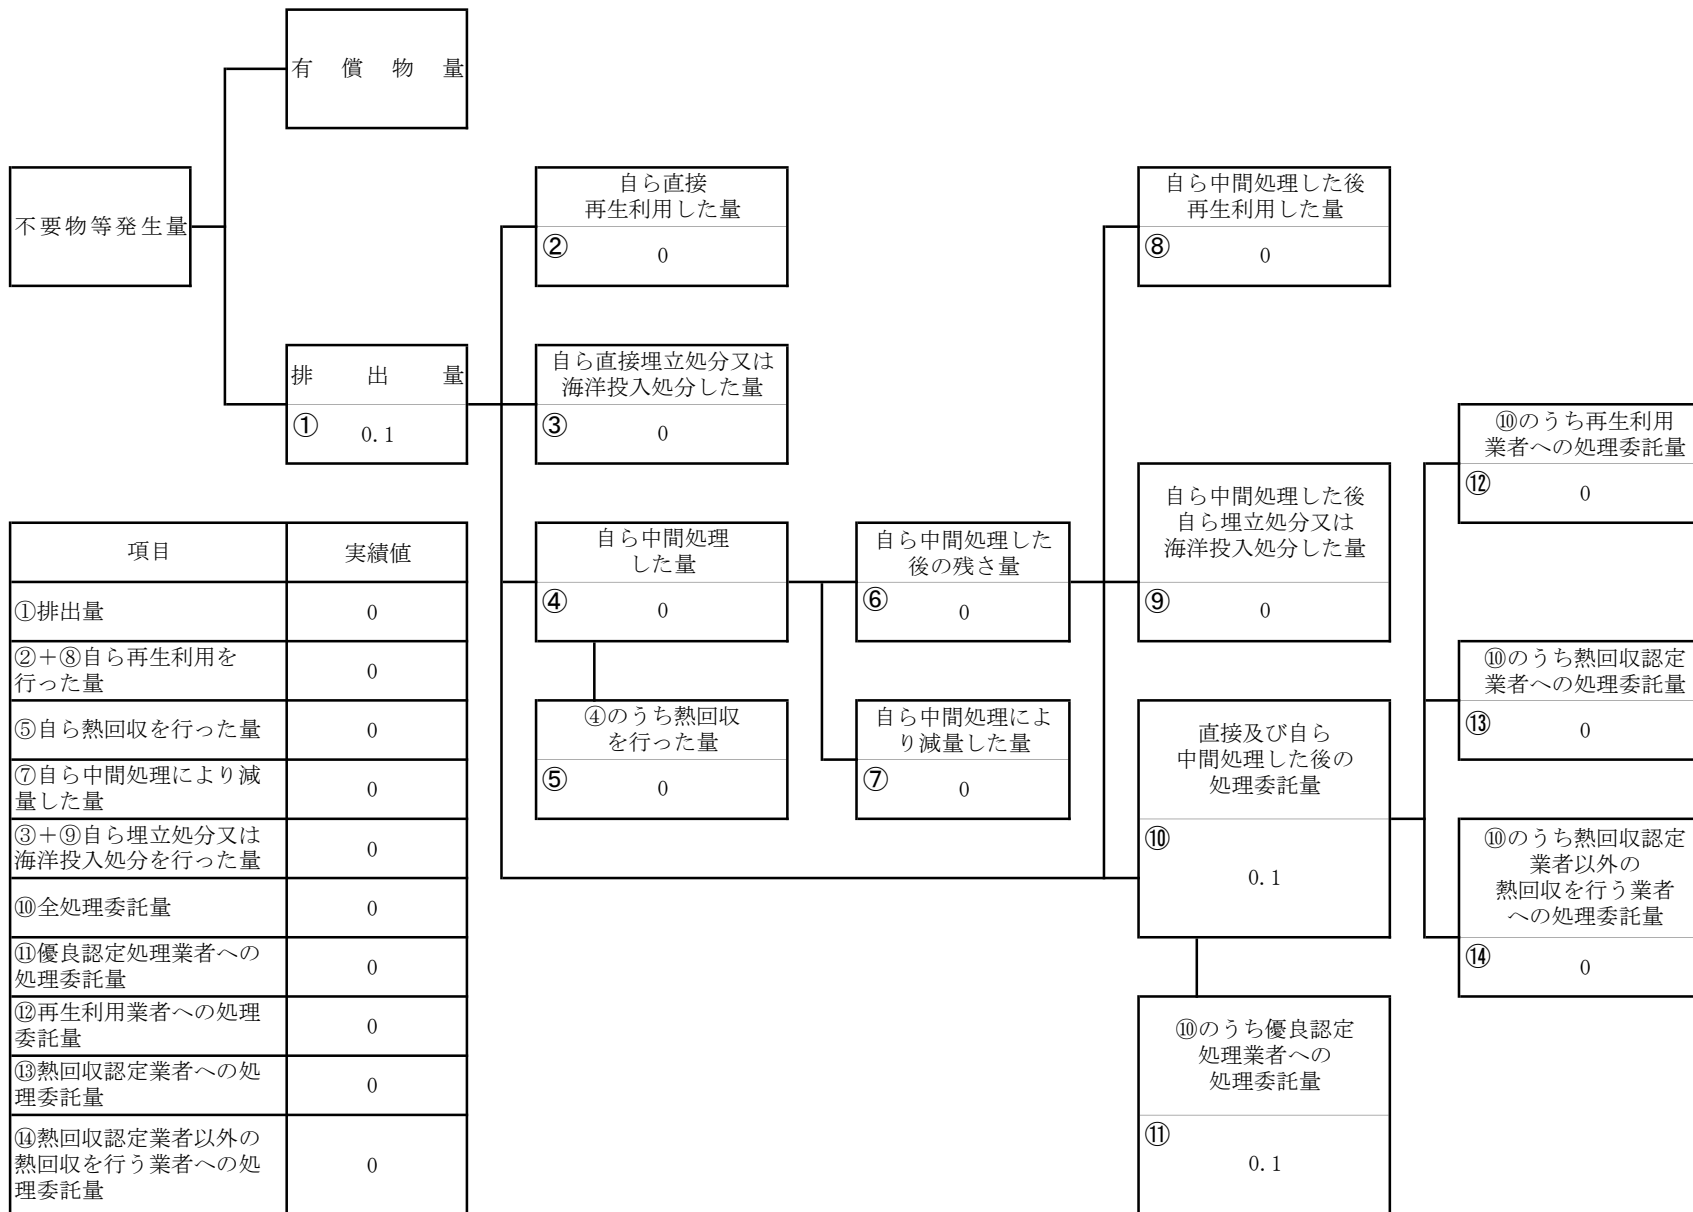 有償物量
不要物等発生量
排出量
①
0.1
自ら直接
再生利用した量
②
0
自ら直接埋立処分又は
海洋投入処分した量
③
0
自ら中間処理
した量
④
0
④のうち熱回収
を行った量
⑤
0
自ら中間処理した
後の残さ量
⑥
0
自ら中間処理によ
り減量した量
⑦
0
自ら中間処理した後
再生利用した量
⑧
0
自ら中間処理した後
自ら埋立処分又は
海洋投入処分した量
⑨
0
直接及び自ら
中間処理した後の
処理委託量
⑩
0.1
⑩のうち優良認定
処理業者への
処理委託量
⑪
0.1
⑩のうち再生利用
業者への処理委託量
⑫
0
⑩のうち熱回収認定
業者への処理委託量
⑬
0
⑩のうち熱回収認定
業者以外の
熱回収を行う業者
への処理委託量
⑭
0
項目 実績値
①排出量 0
②＋⑧自ら再生利用を
行った量 0
⑤自ら熱回収を行った量 0
⑦自ら中間処理により減
量した量 0
③＋⑨自ら埋立処分又は
海洋投入処分を行った量 0
⑩全処理委託量 0
⑪優良認定処理業者への
処理委託量 0
⑫再生利用業者への処理
委託量 0
⑬熱回収認定業者への処
理委託量 0
⑭熱回収認定業者以外の
熱回収を行う業者への処
理委託量 0